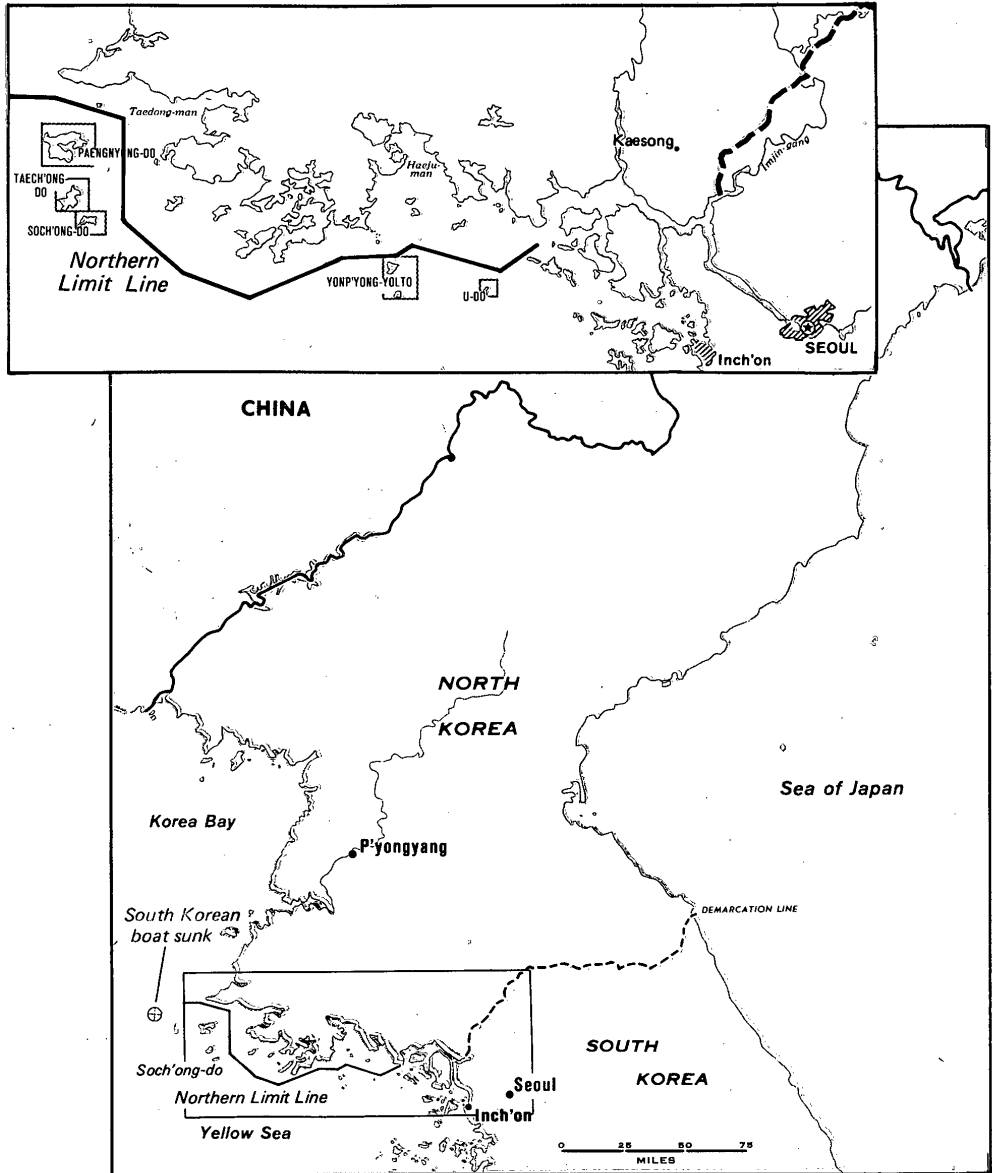 Taedong-man
PAENGNYONG-DO
TAECH'ONG
DO
SOCH'ONG-DO
Northern
Limit Line
Haeju-
man
YONP'YONG-YOLTO
U-DO
Kaesong
Imjin-gang
SEOUL
Inch'on
CHINA
NORTH
KOREA
Sea of Japan
Korea Bay
P'yongyang
DEMARCATION LINE
South Korean
boat sunk
Soch'ong-do
Northern Limit Line
Yellow Sea
Seoul
Inch'on
SOUTH
KOREA
0 25 50 75
MILES